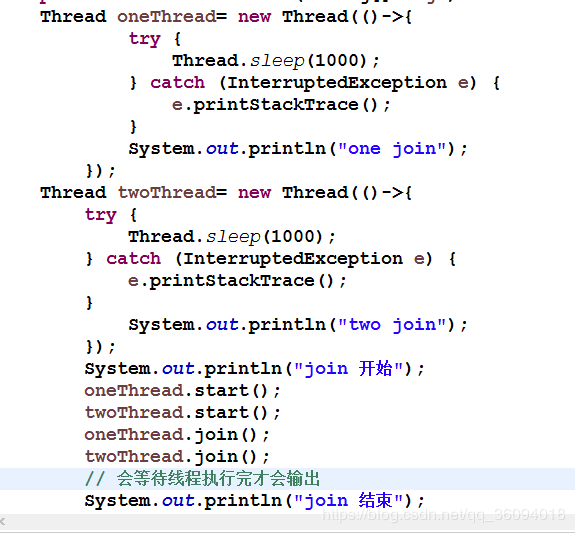 Thread oneThread= new Thread(()->{
try {
Thread.sleep(1000);
} catch (InterruptedException e) {
e.printStackTrace();
}
System.out.println("one join");
});
Thread twoThread= new Thread(()->{
try {
Thread.sleep(1000);
} catch (InterruptedException e) {
e.printStackTrace();
}
System.out.println("two join");
});
System.out.println("join 开始");
oneThread.start();
twoThread.start();
oneThread.join();
twoThread.join();
// 会等待线程执行完才会输出
System.out.println("join 结束");
https://blog.csdn.net/qq_36094018